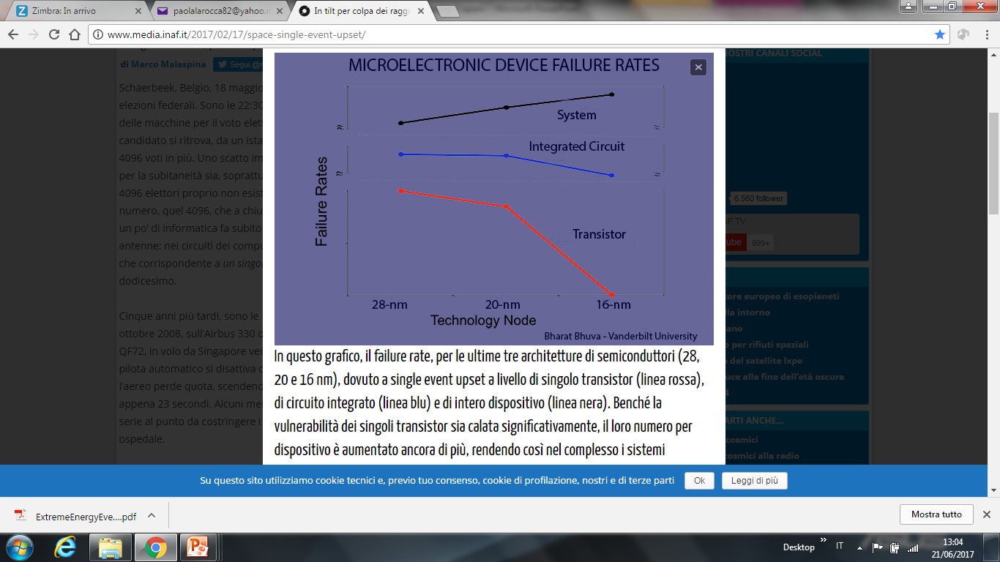 Zimbra: In arrivo
paolalarocca82@yahoo.it
In tilt per colpa dei raggi
www.media.inaf.it/2017/02/17/space-single-event-upset/
di Marco Malaspina
Segui
Schaerbeek, Belgio, 18 maggio
elezioni federali. Sono le 22:30
delle macchine per il voto
candidato si ritrova, da un
4096 voti in più. Uno scatto
per la subitaneità sia,
4096 elettori proprio non
numero, quel 4096, che a
un po' di informatica fa subito
antenne: nei circuiti dei
che corrispondente a un
dodicesimo.
Cinque anni più tardi, sono le
ottobre 2008, sull'Airbus 330
QF72, in volo da Singapore
pilota automatico si disattiva
l'aereo perde quota,
appena 23 secondi. Alcuni
serie al punto da costringere i
ospedale.
MICROELECTRONIC DEVICE FAILURE RATES
System
Integrated Circuit
Transistor
Failure Rates
28-nm 20-nm 16-nm
Technology Node
Bharat Bhuva - Vanderbilt University
In questo grafico, il failure rate, per le ultime tre architetture di semiconduttori (28,
20 e 16 nm), dovuto a single event upset a livello di singolo transistor (linea rossa),
di circuito integrato (linea blu) e di intero dispositivo (linea nera). Benché la
vulnerabilità dei singoli transistor sia calata significativamente, il loro numero per
dispositivo è aumentato ancora di più, rendendo così nel complesso i sistemi
NOSTRI CANALI SOCIAL
6.560 follower
TV
999+
europeo di esopianeti
intorno
per rifiuti spaziali
del satellite Ixpe
luce alla fine dell'età oscura
ANCHE...
cosmici
cosmici alla radio
Su questo sito utilizziamo cookie tecnici e, previo tuo consenso, cookie di profilazione, nostri e di terze parti
Ok
Leggi di più
ExtremeEnergyEve....pdf
Mostra tutto
Desktop
IT
13:04
21/06/2017